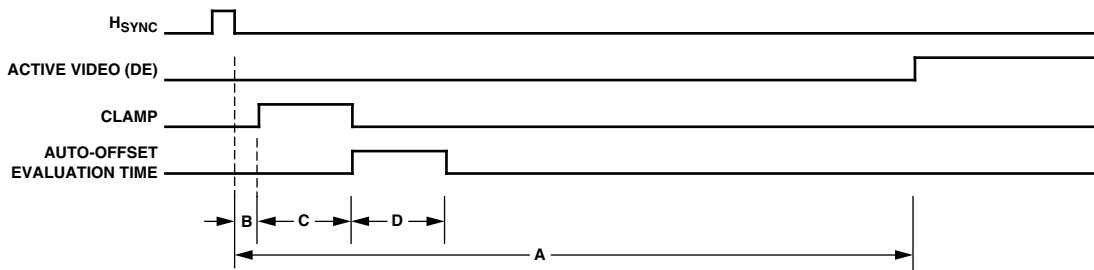 HSYNC
ACTIVE VIDEO (DE)
CLAMP
AUTO-OFFSET
EVALUATION TIME
B C D
A